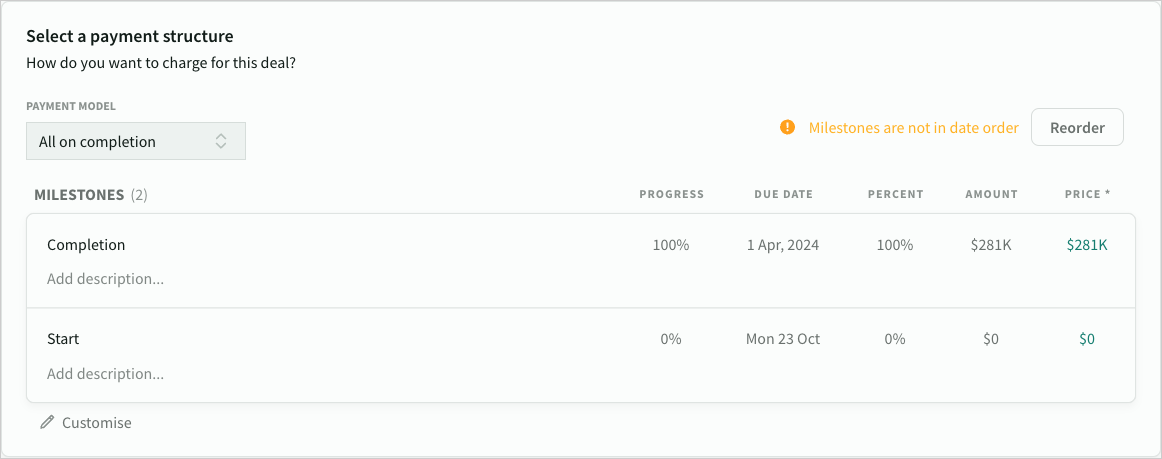 Select a payment structure
How do you want to charge for this deal?
PAYMENT MODEL
All on completion
Milestones are not in date order
Reorder
MILESTONES (2) PROGRESS DUE DATE PERCENT AMOUNT PRICE *
Completion 100% 1 Apr, 2024 100% $281K $281K
Add description...
Start 0% Mon 23 Oct 0% $0 $0
Add description...
Customise